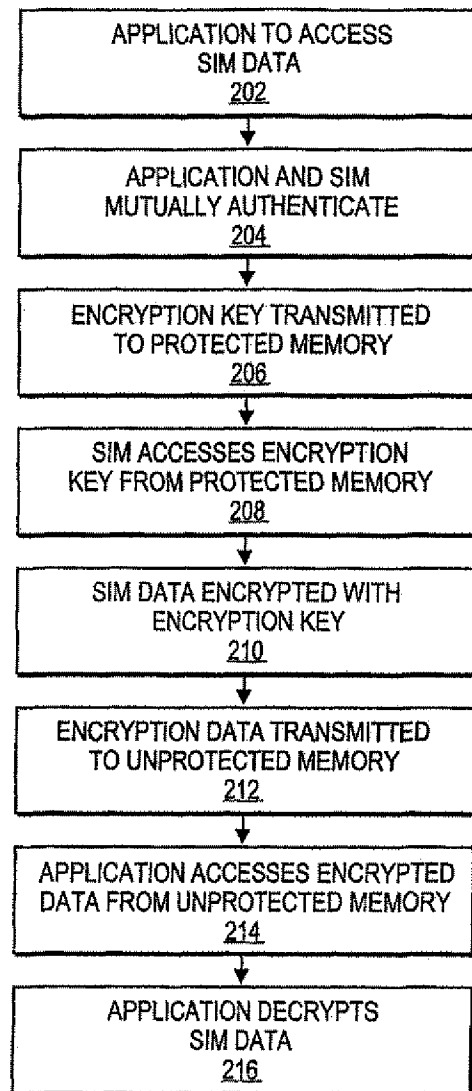 APPLICATION TO ACCESS
SIM DATA
202
APPLICATION AND SIM
MUTUALLY AUTHENTICATE
204
ENCRYPTION KEY TRANSMITTED
TO PROTECTED MEMORY
206
SIM ACCESSES ENCRYPTION
KEY FROM PROTECTED MEMORY
208
SIM DATA ENCRYPTED WITH
ENCRYPTION KEY
210
ENCRYPTION DATA TRANSMITTED
TO UNPROTECTED MEMORY
212
APPLICATION ACCESSES ENCRYPTED
DATA FROM UNPROTECTED MEMORY
214
APPLICATION DECRYPTS
SIM DATA
216